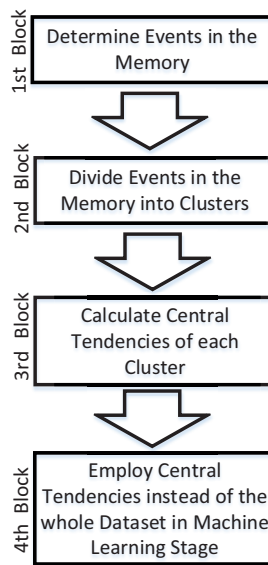 1st Block
Determine Events in the
Memory
2nd Block
Divide Events in the
Memory into Clusters
3rd Block
Calculate Central
Tendencies of each
Cluster
4th Block
Employ Central
Tendencies instead of the
whole Dataset in Machine
Learning Stage